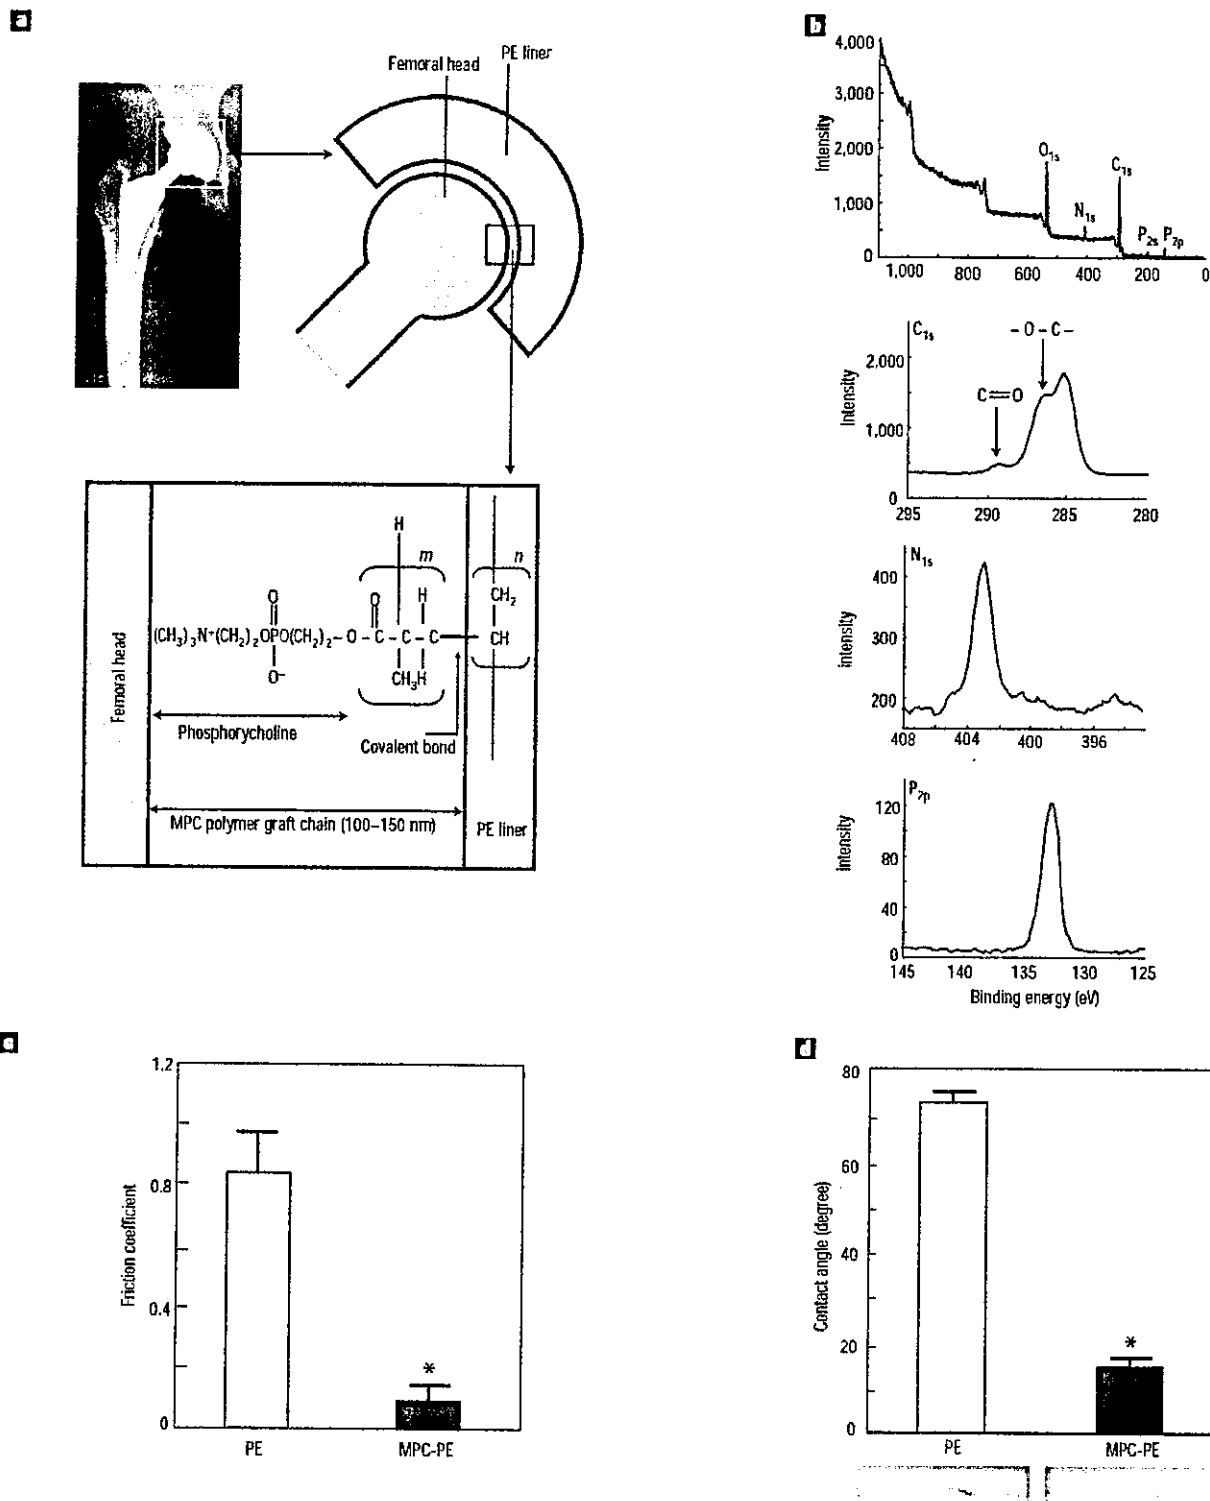 a
Femoral head
PE liner
H
m
n
O
H
CH2
(CH3)3N+(CH2)2OPO(CH2)2–O–C–C–C
CH
O–
CH3H
Femoral head
Phosphorycholine
Covalent bond
MPC polymer graft chain (100–150 nm)
PE liner
b
4,000
3,000
2,000
1,000
0
Intensity
O1s
C1s
N1s
P2s
P2p
1,000
800
600
400
200
0
C1s
– O – C –
C=O
2,000
1,000
0
Intensity
295
290
285
280
N1s
400
300
200
intensity
408
404
400
396
P2p
120
80
40
0
intensity
145
140
135
130
125
Binding energy (eV)
c
1.2
0.8
0.4
0
Friction coefficient
*
PE
MPC-PE
d
80
60
40
20
0
Contact angle (degree)
*
PE
MPC-PE